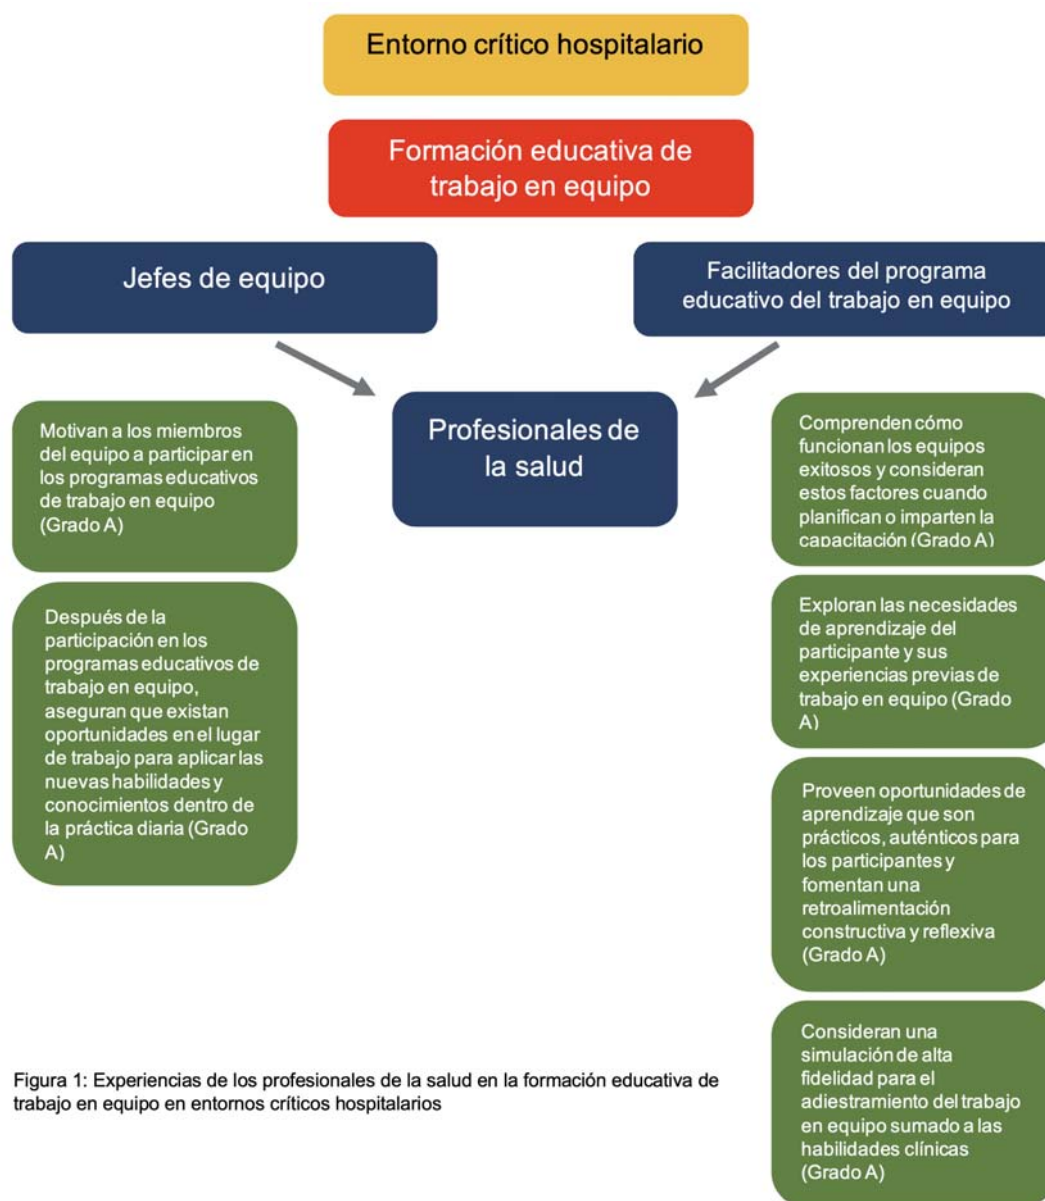 Entorno crítico hospitalario
Formación educativa de
trabajo en equipo
Jefes de equipo
Facilitadores del programa
educativo del trabajo en equipo
Profesionales de
la salud
Motivan a los miembros
del equipo a participar en
los programas educativos
de trabajo en equipo
(Grado A)
Después de la
participación en los
programas educativos de
trabajo en equipo,
aseguran que existan
oportunidades en el lugar
de trabajo para aplicar las
nuevas habilidades y
conocimientos dentro de
la práctica diaria (Grado
A)
Comprenden cómo
funcionan los equipos
exitosos y consideran
estos factores cuando
planifican o imparten la
capacitación (Grado A)
Exploran las necesidades
de aprendizaje del
participante y sus
experiencias previas de
trabajo en equipo (Grado
A)
Proveen oportunidades de
aprendizaje que son
prácticos, auténticos para
los participantes y
fomentan una
retroalimentación
constructiva y reflexiva
(Grado A)
Consideran una
simulación de alta
fidelidad para el
adiestramiento del trabajo
en equipo sumado a las
habilidades clínicas
(Grado A)
Figura 1: Experiencias de los profesionales de la salud en la formación educativa de
trabajo en equipo en entornos críticos hospitalarios